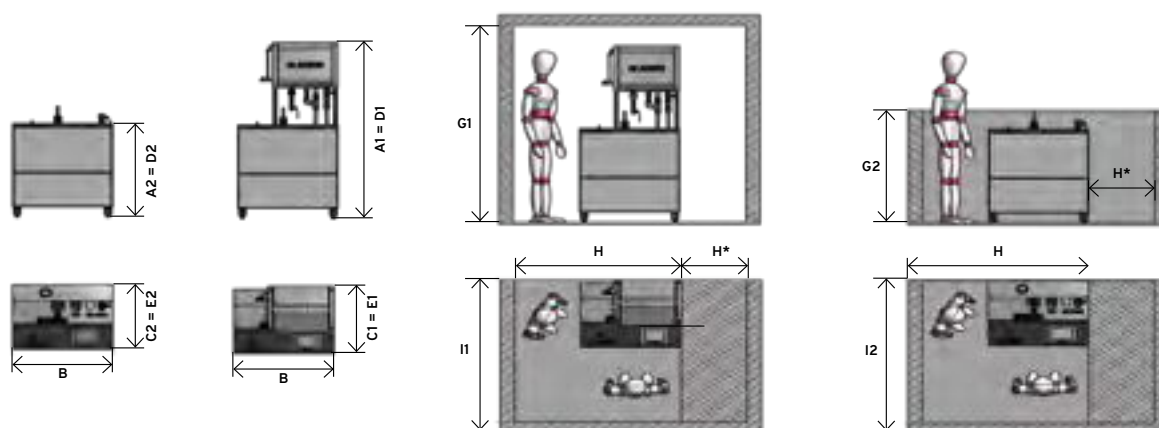 A2 = D2
A1 = D1
G1
G2
H*
H
H*
H
C2 = E2
B
C1 = E1
B
I1
I2